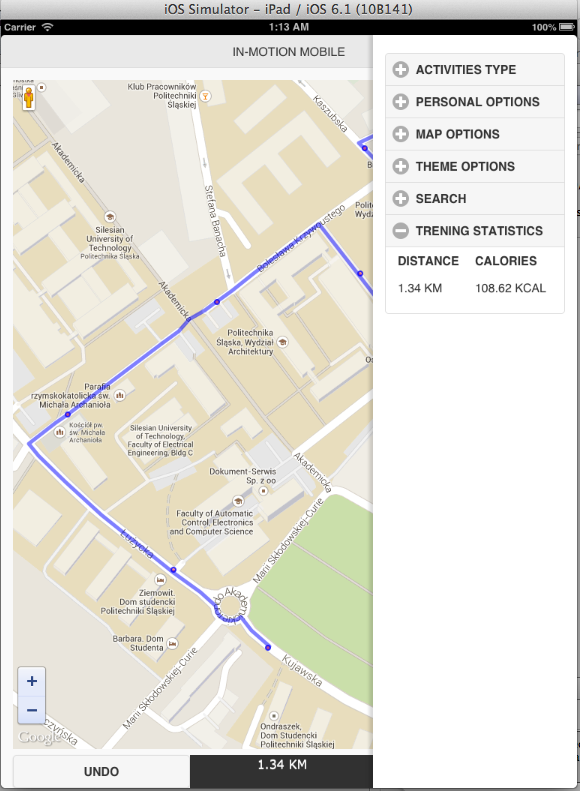 iOS Simulator – iPad / iOS 6.1 (10B141)
Carrier
1:13 AM
100%
IN-MOTION MOBILE
Klub Pracowników
Politechniki
Śląskiej
Kaszubska
Akademicka
Stefana Banacha
Silesian
University of
Technology
Politechnika Śląska
Bolesława Krzywoustego
Akademicka
Politechnika
Śląska, Wydział
Architektury
Parafia
rzymskokatolicka św.
Michała Archanioła
Kościół pw.
św. Michała
Archanioła
Silesian University
of Technology,
Faculty of Electrical
Engineering, Bldg C
Dokument-Serwis
Sp. z oo
Akademicka
Faculty of Automatic
Control, Electronics
and Computer Science
Marii Skłodowskiej-Curie
Łużycka
Ziemowit.
Dom studencki
Politechniki Śląskiej
Barbara. Dom
Studenta
Marii Skłodowskiej-Curie
Kujawska
Ondraszek,
Dom Studencki
Politechniki Śląskiej
+
–
Google
UNDO
1.34 KM
ACTIVITIES TYPE
PERSONAL OPTIONS
MAP OPTIONS
THEME OPTIONS
SEARCH
TRENING STATISTICS
DISTANCE CALORIES
1.34 KM 108.62 KCAL